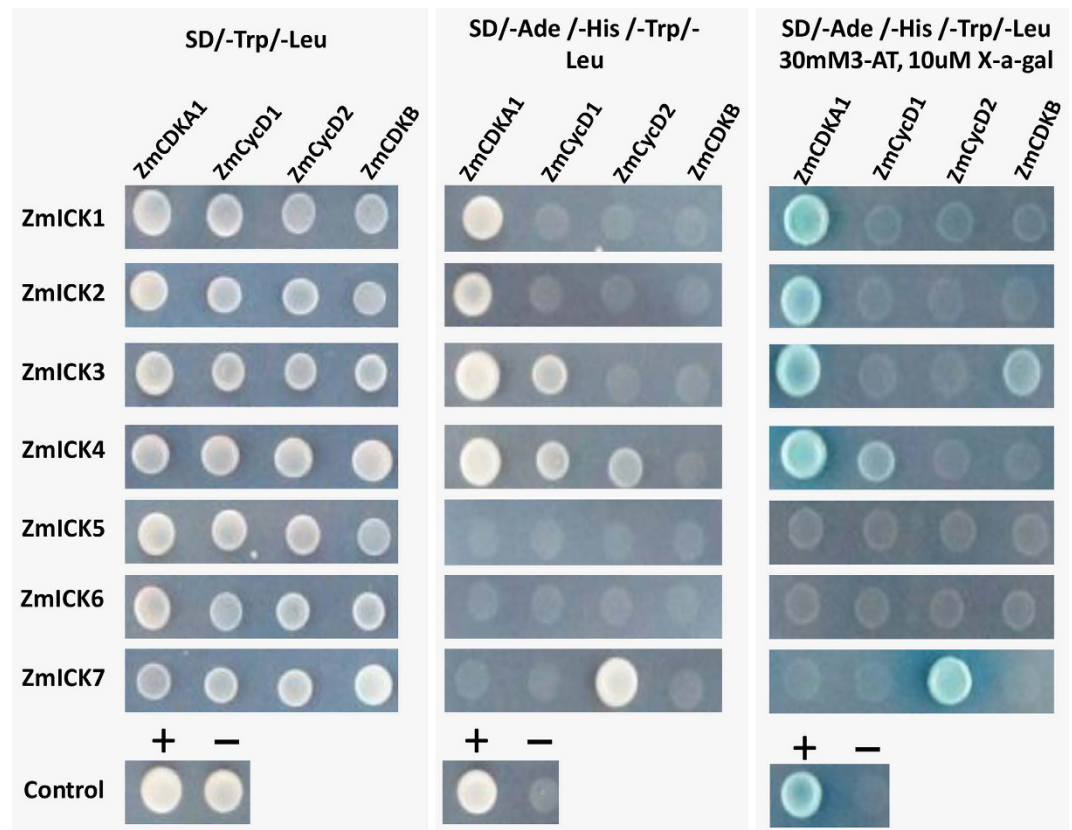 SD/-Trp/-Leu
SD/-Ade /-His /-Trp/-
Leu
SD/-Ade /-His /-Trp/-Leu
30mM3-AT, 10uM X-a-gal
ZmCDKA1
ZmCycD1
ZmCycD2
ZmCDKB
ZmCDKA1
ZmCycD1
ZmCycD2
ZmCDKB
ZmCDKA1
ZmCycD1
ZmCycD2
ZmCDKB
ZmICK1
ZmICK2
ZmICK3
ZmICK4
ZmICK5
ZmICK6
ZmICK7
+ − + − + −
Control